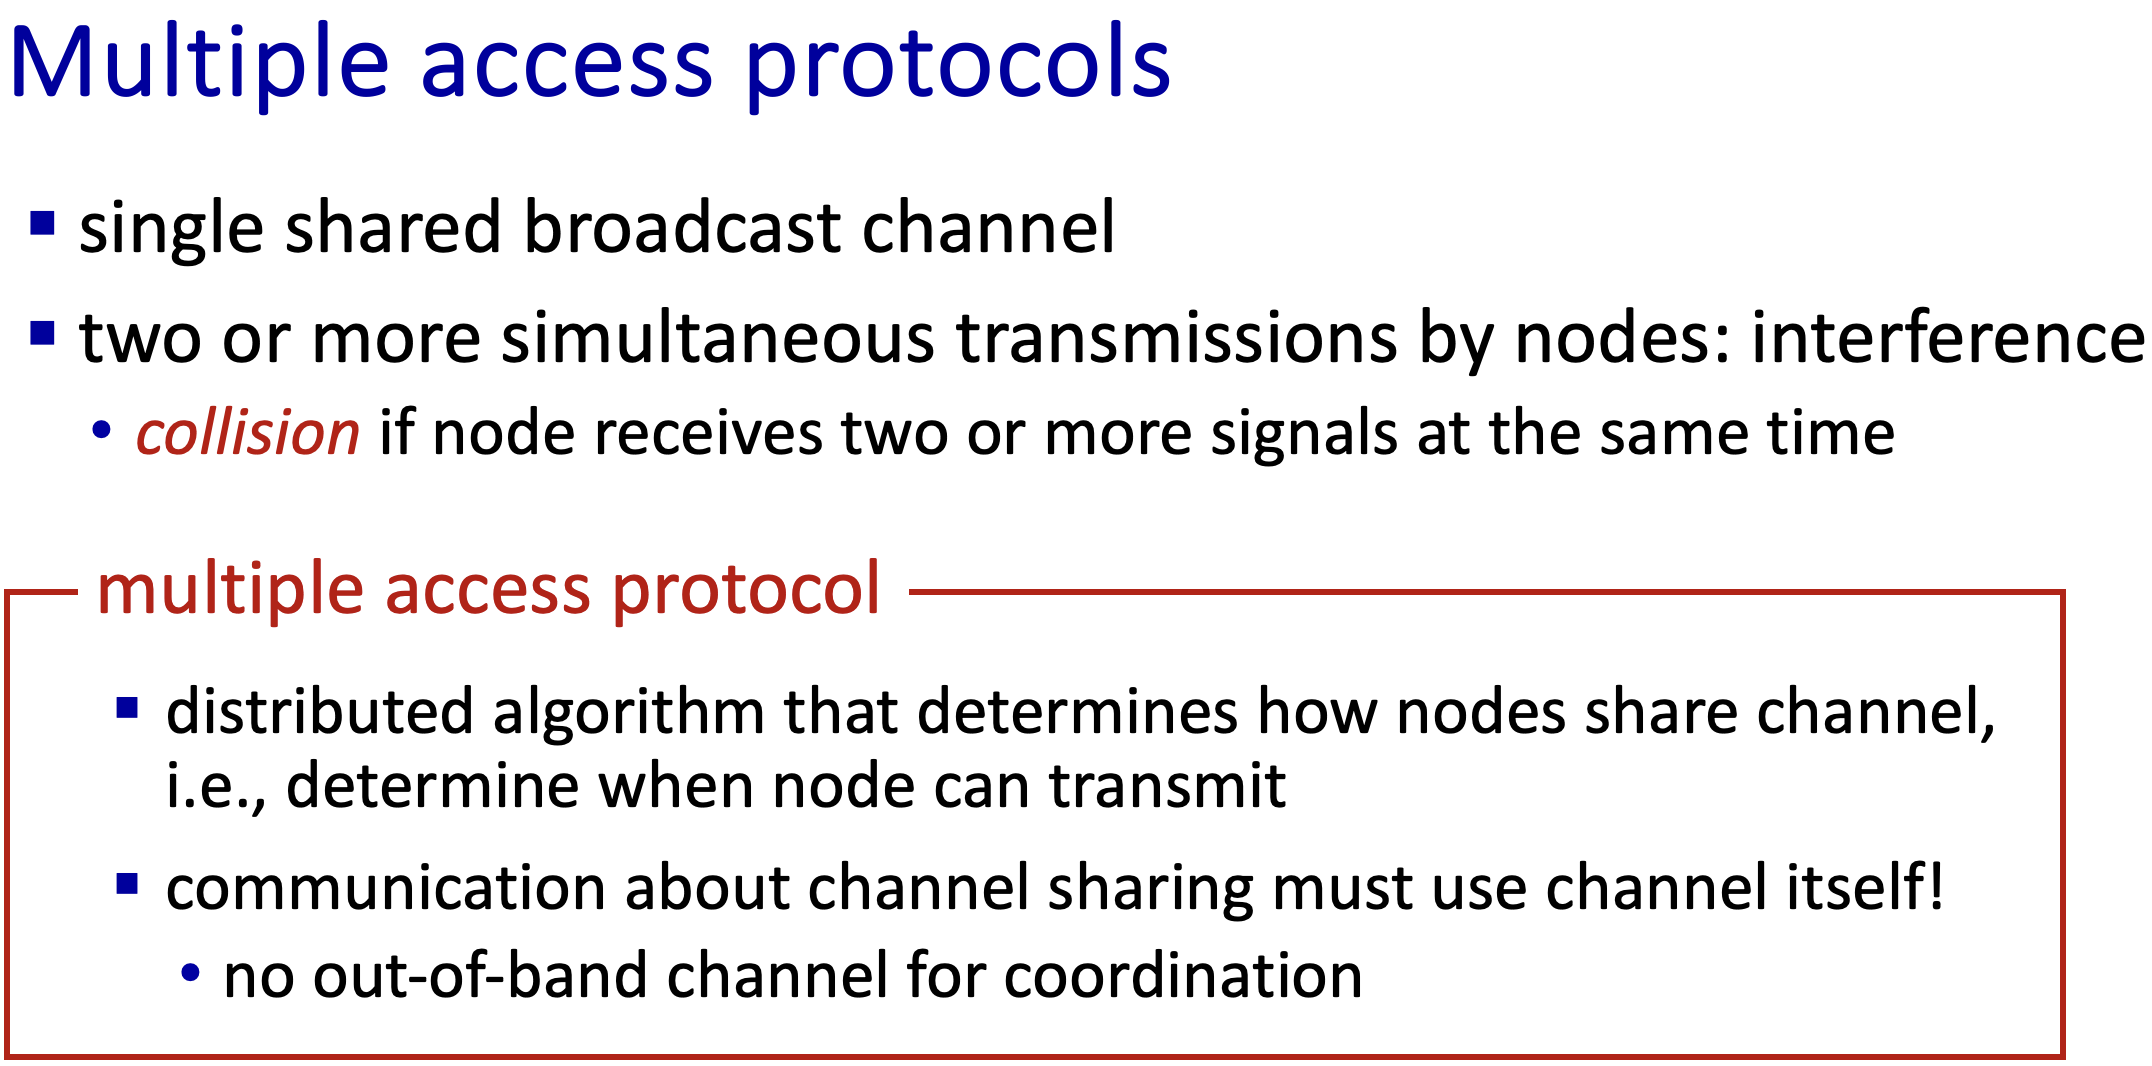 Multiple access protocols
single shared broadcast channel
two or more simultaneous transmissions by nodes: interference
collision if node receives two or more signals at the same time
multiple access protocol
distributed algorithm that determines how nodes share channel,
i.e., determine when node can transmit
communication about channel sharing must use channel itself!
no out-of-band channel for coordination